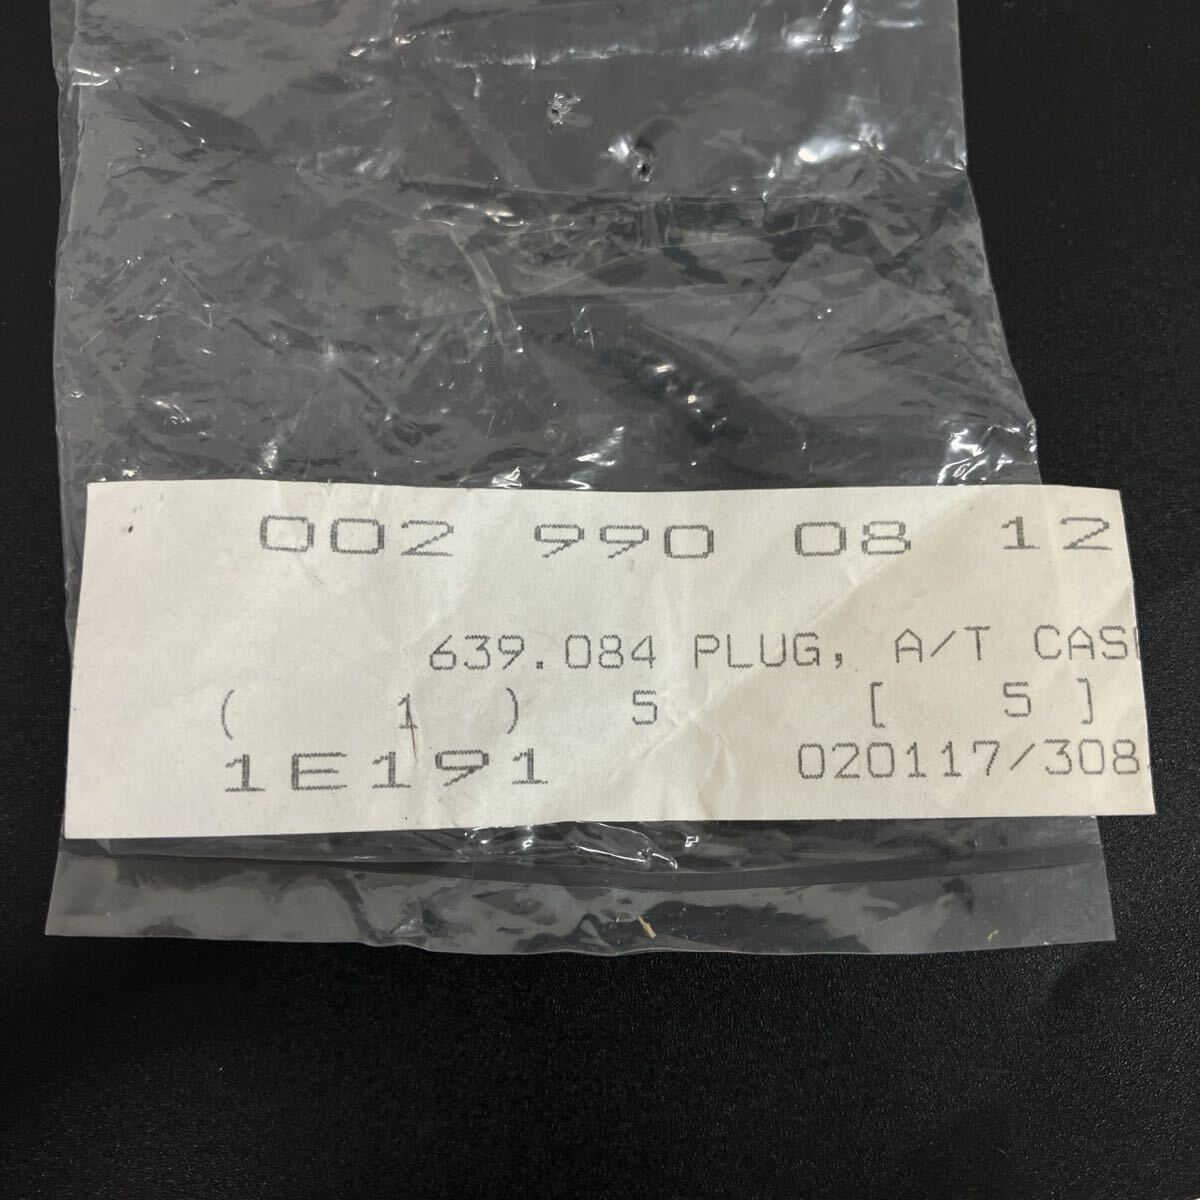 002 990 08 12
639.084 PLUG, A/T CAS
( 1 ) 5 [ 5 ]
1E191 020117/308